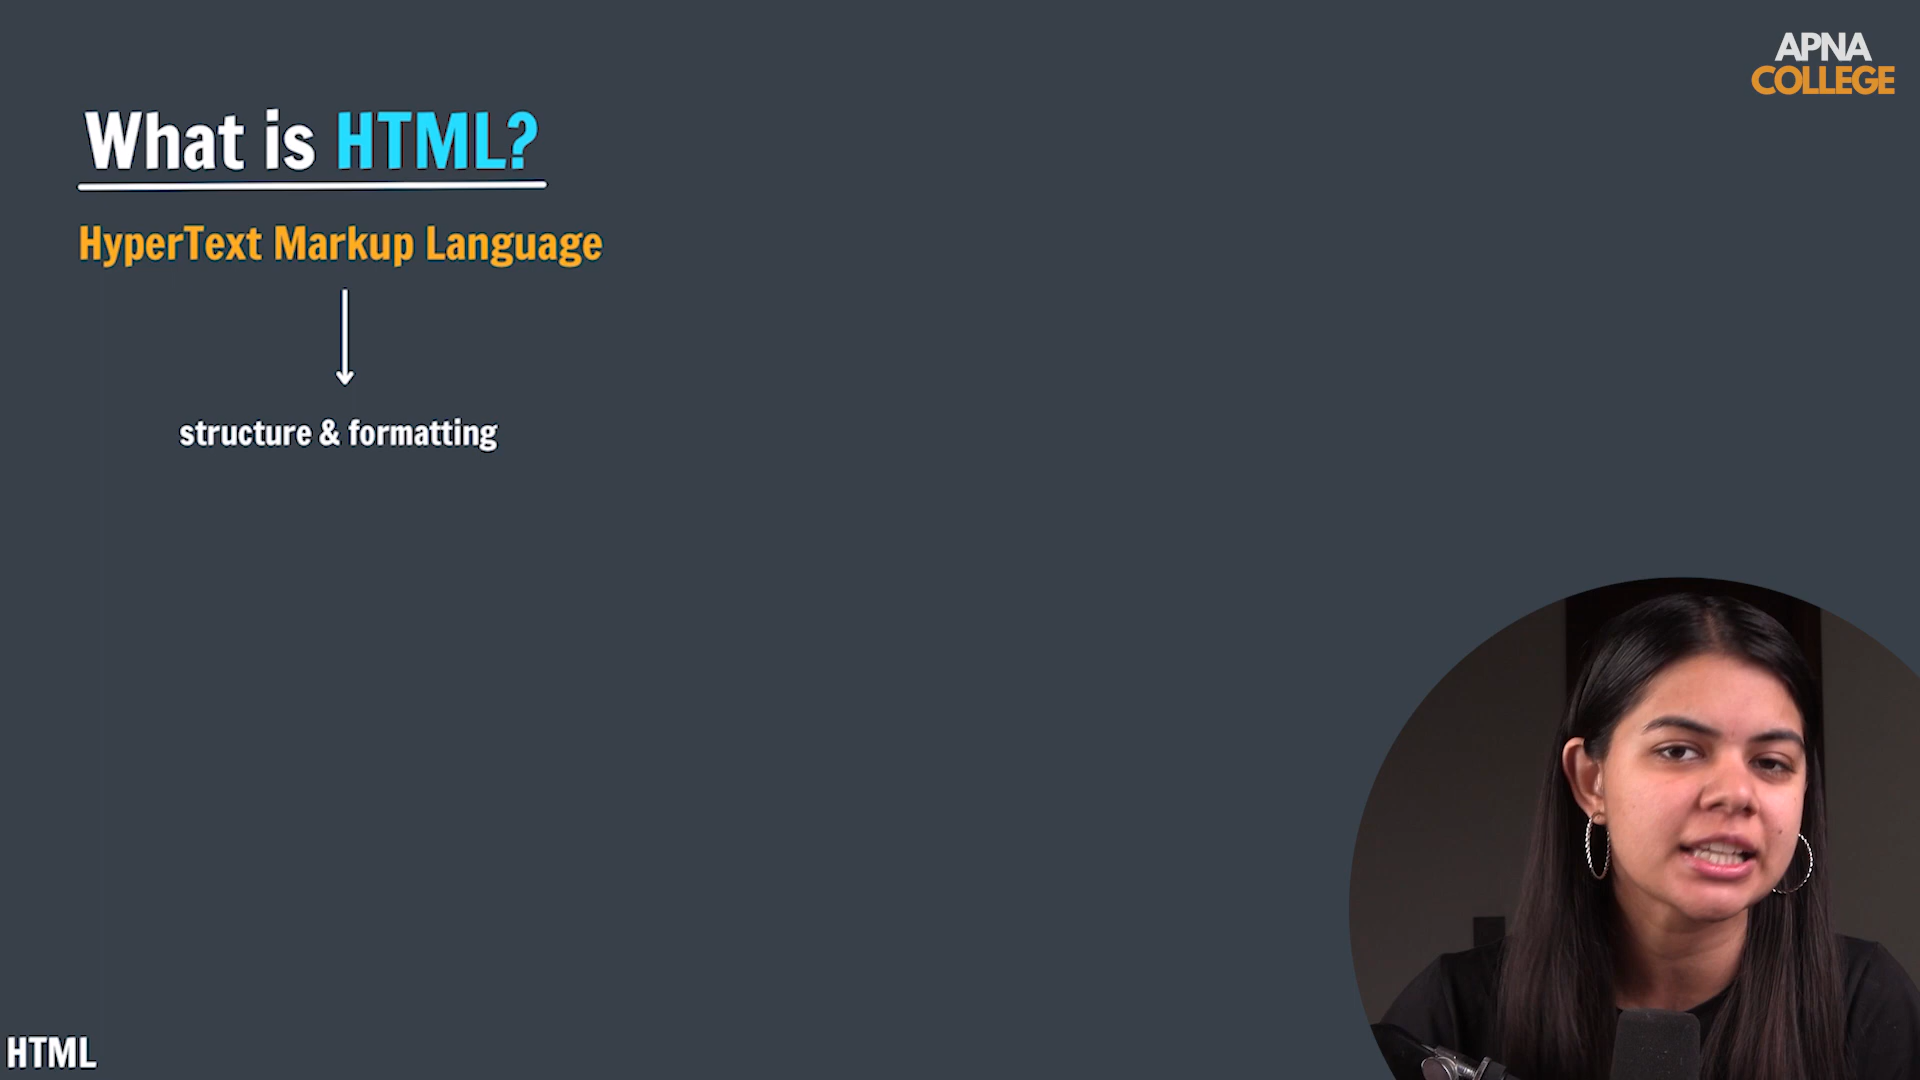 APNA
COLLEGE
What is HTML?
HyperText Markup Language
structure & formatting
HTML